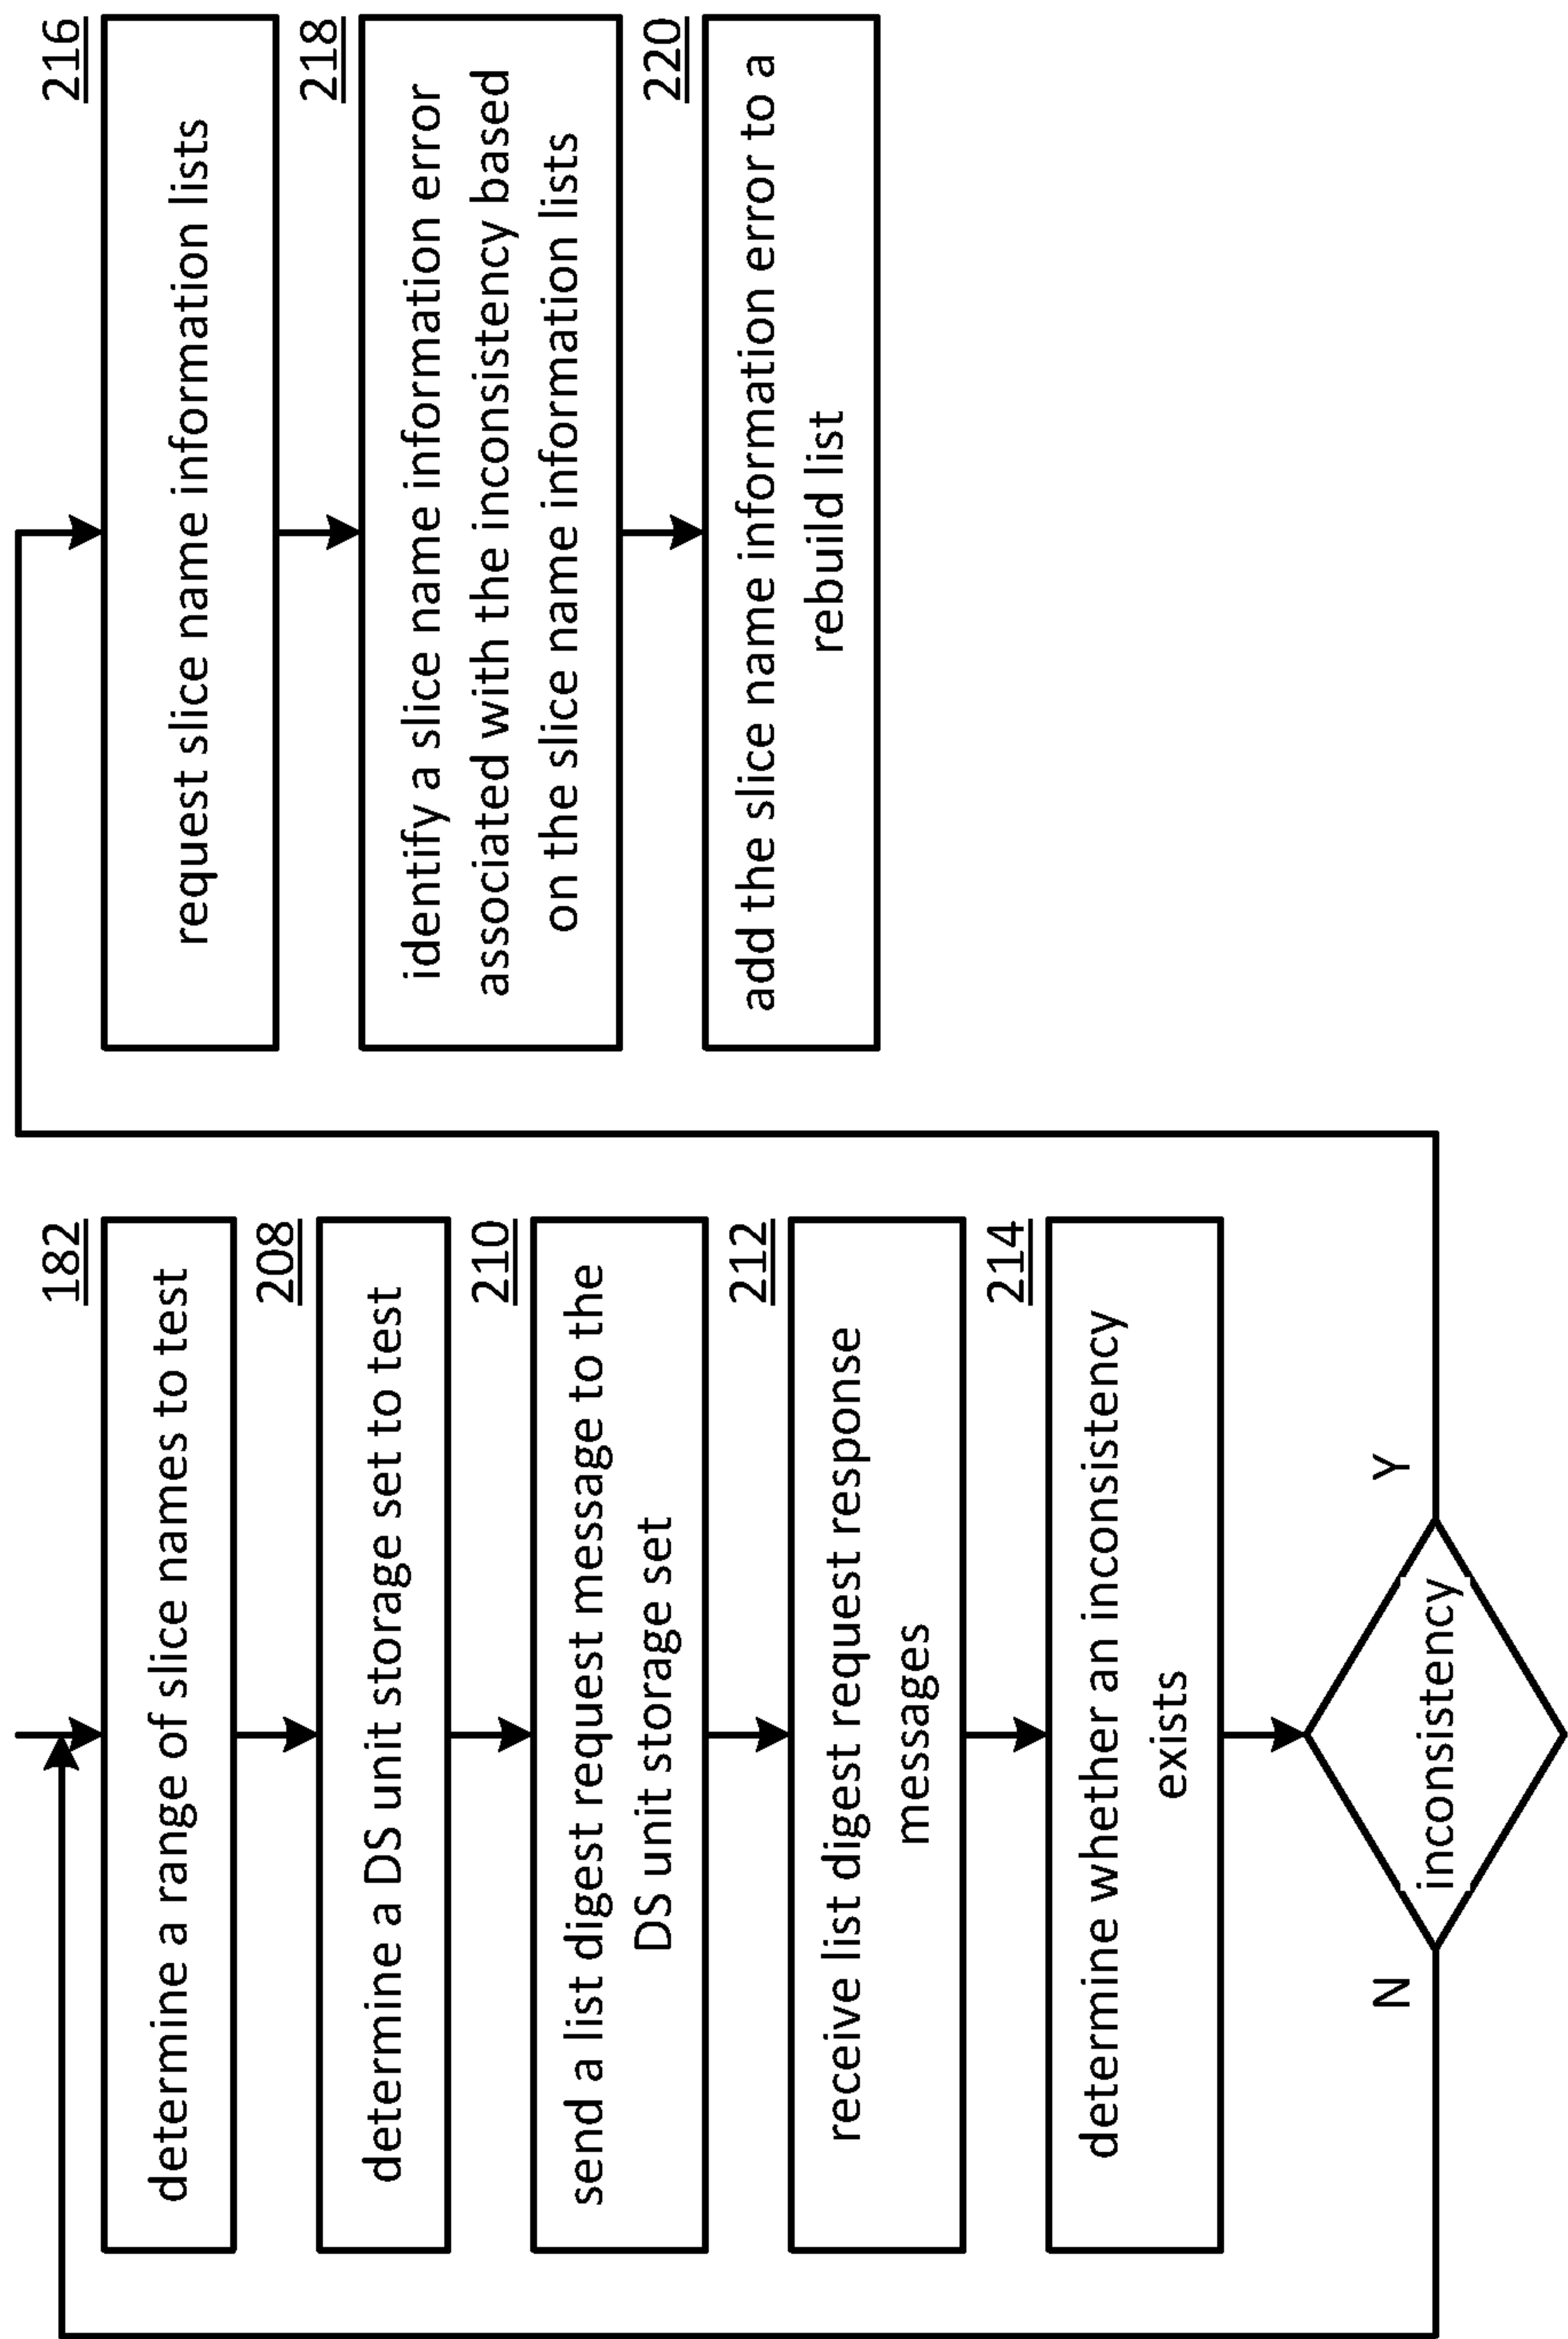 182
determine a range of slice names to test
208
determine a DS unit storage set to test
210
send a list digest request message to the
DS unit storage set
212
receive list digest request response
messages
214
determine whether an inconsistency
exists
inconsistency
N
Y
216
request slice name information lists
218
identify a slice name information error
associated with the inconsistency based
on the slice name information lists
220
add the slice name information error to a
rebuild list